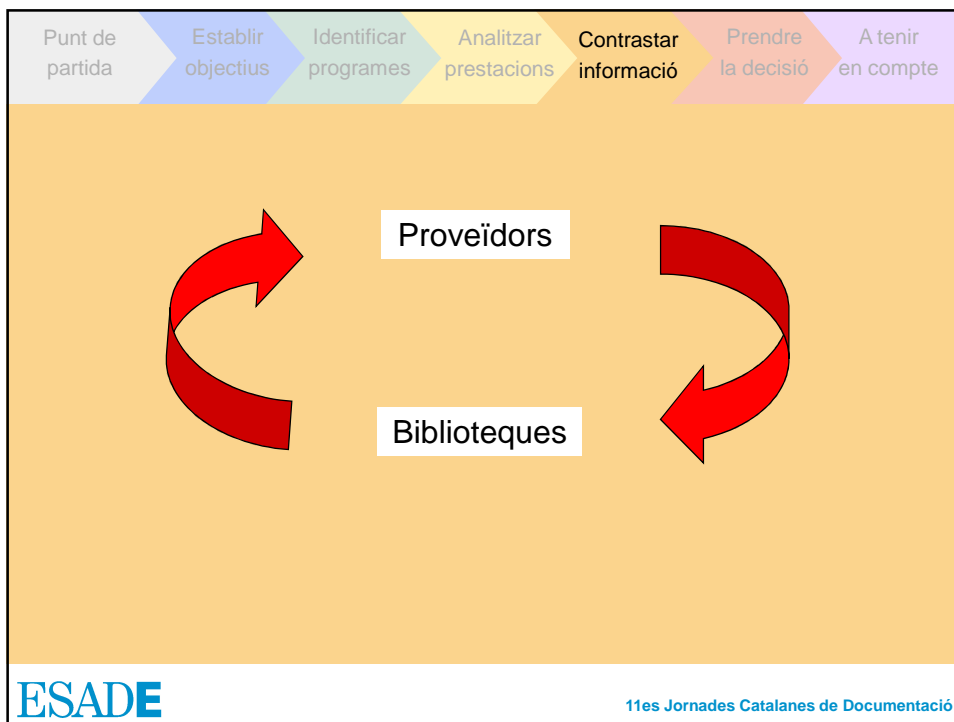 Punt de
partida
Establir
objectius
Identificar
programes
Analitzar
prestacions
Contrastar
informació
Prendre
la decisió
A tenir
en compte
Proveïdors
Biblioteques
ESADE
11es Jornades Catalanes de Documentació